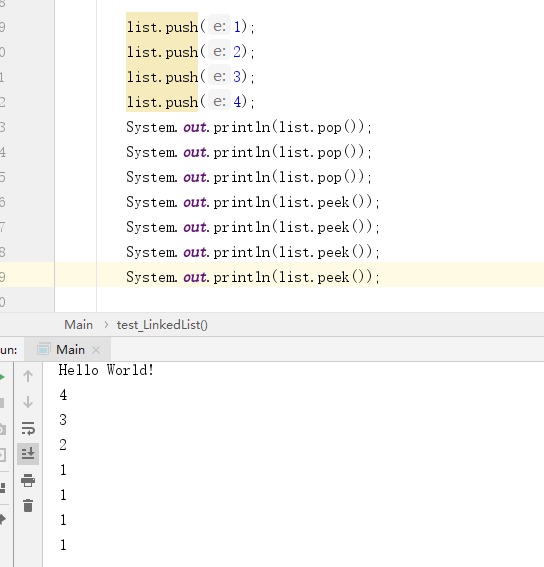 8
9 list.push( e: 1);
0 list.push( e: 2);
1 list.push( e: 3);
2 list.push( e: 4);
3 System.out.println(list.pop());
4 System.out.println(list.pop());
5 System.out.println(list.pop());
6 System.out.println(list.peek());
7 System.out.println(list.peek());
8 System.out.println(list.peek());
9 System.out.println(list.peek());
0
Main › test_LinkedList()
un: Main ×
Hello World!
4
3
2
1
1
1
1